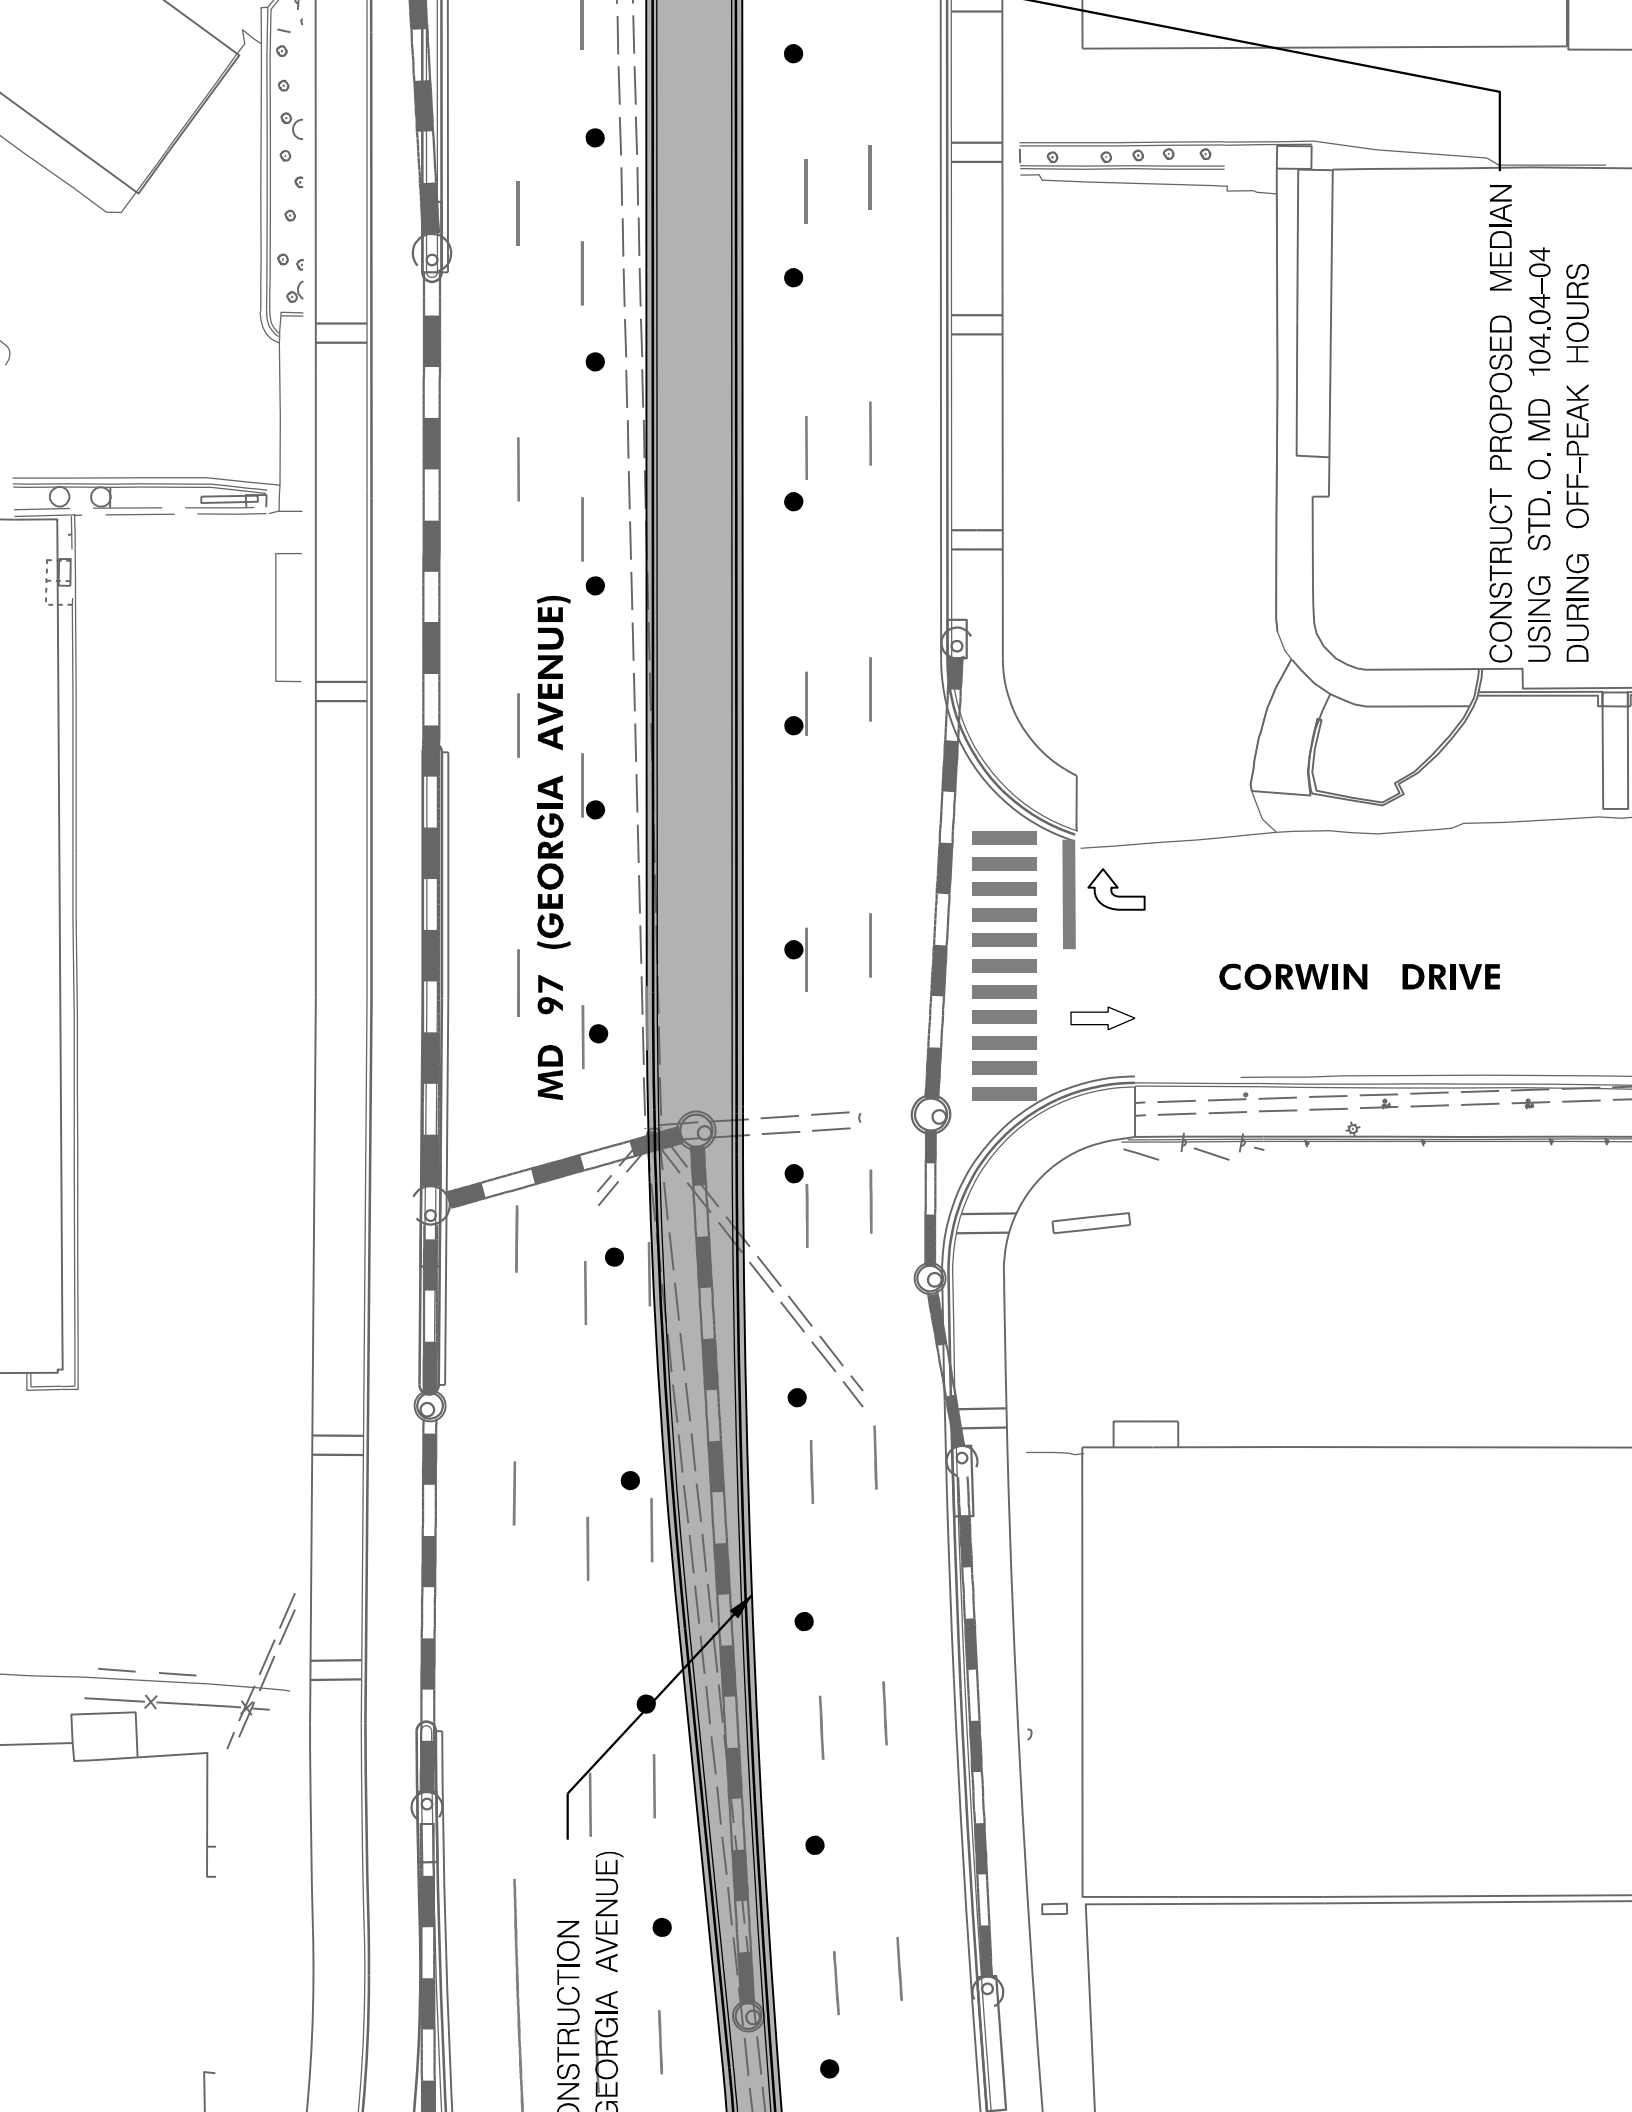 CONSTRUCT PROPOSED MEDIAN
USING STD. O. MD 104.04–04
DURING OFF–PEAK HOURS
MD 97 (GEORGIA AVENUE)
CORWIN DRIVE
ONSTRUCTION
GEORGIA AVENUE)